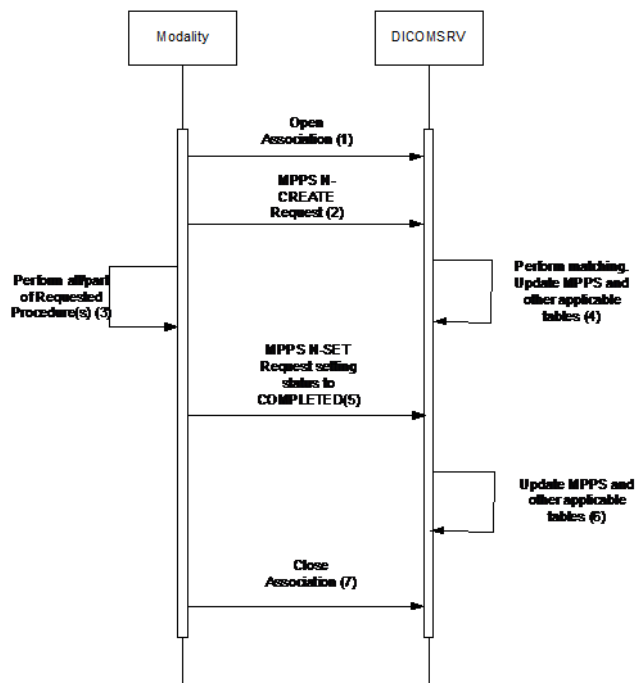 Modality
DICOMSRV
Open
Association (1)
MPPS N-
CREATE
Request (2)
Perform all/part
of Requested
Procedure(s) (3)
Perform matching.
Update MPPS and
other applicable
tables (4)
MPPS N-SET
Request setting
status to
COMPLETED(5)
Update MPPS and
other applicable
tables (6)
Close
Association (7)